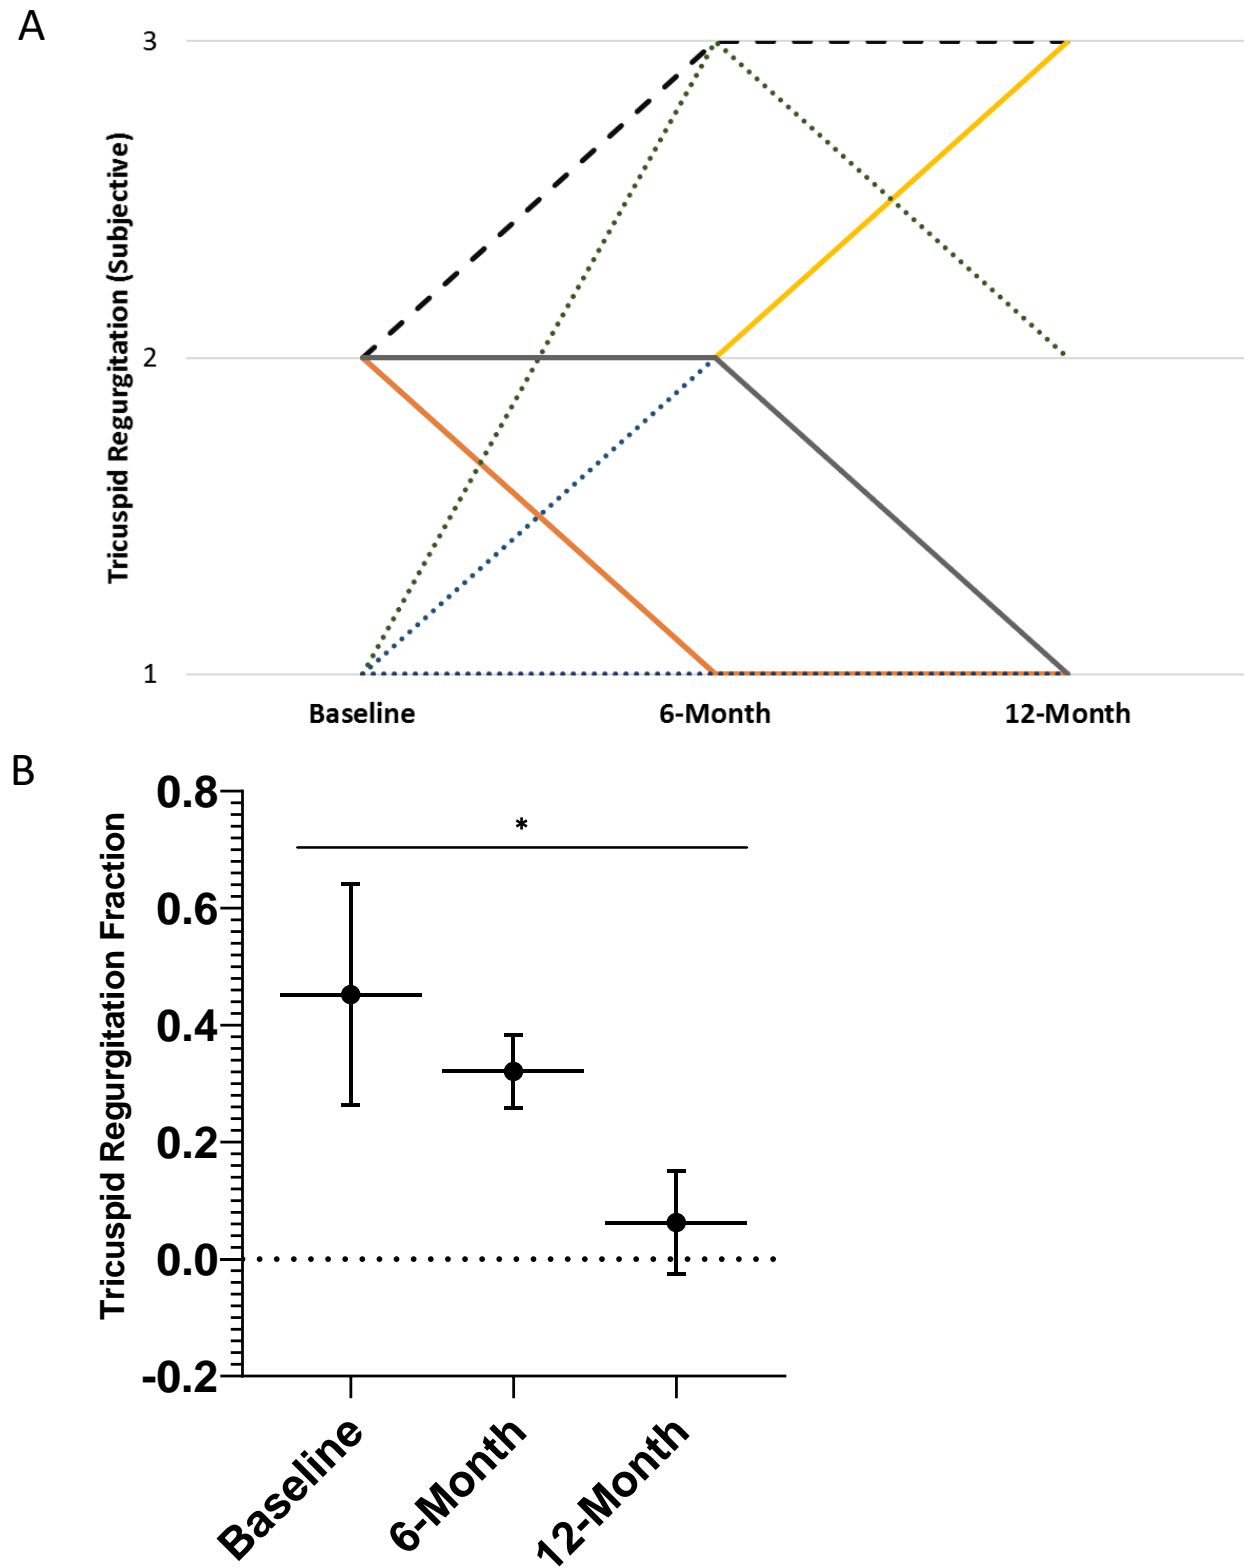 A
3
2
1
Tricuspid Regurgitation (Subjective)
Baseline 6-Month 12-Month
B
0.8
0.6
0.4
0.2
0.0
-0.2
Tricuspid Regurgitation Fraction
*
Baseline
6-Month
12-Month